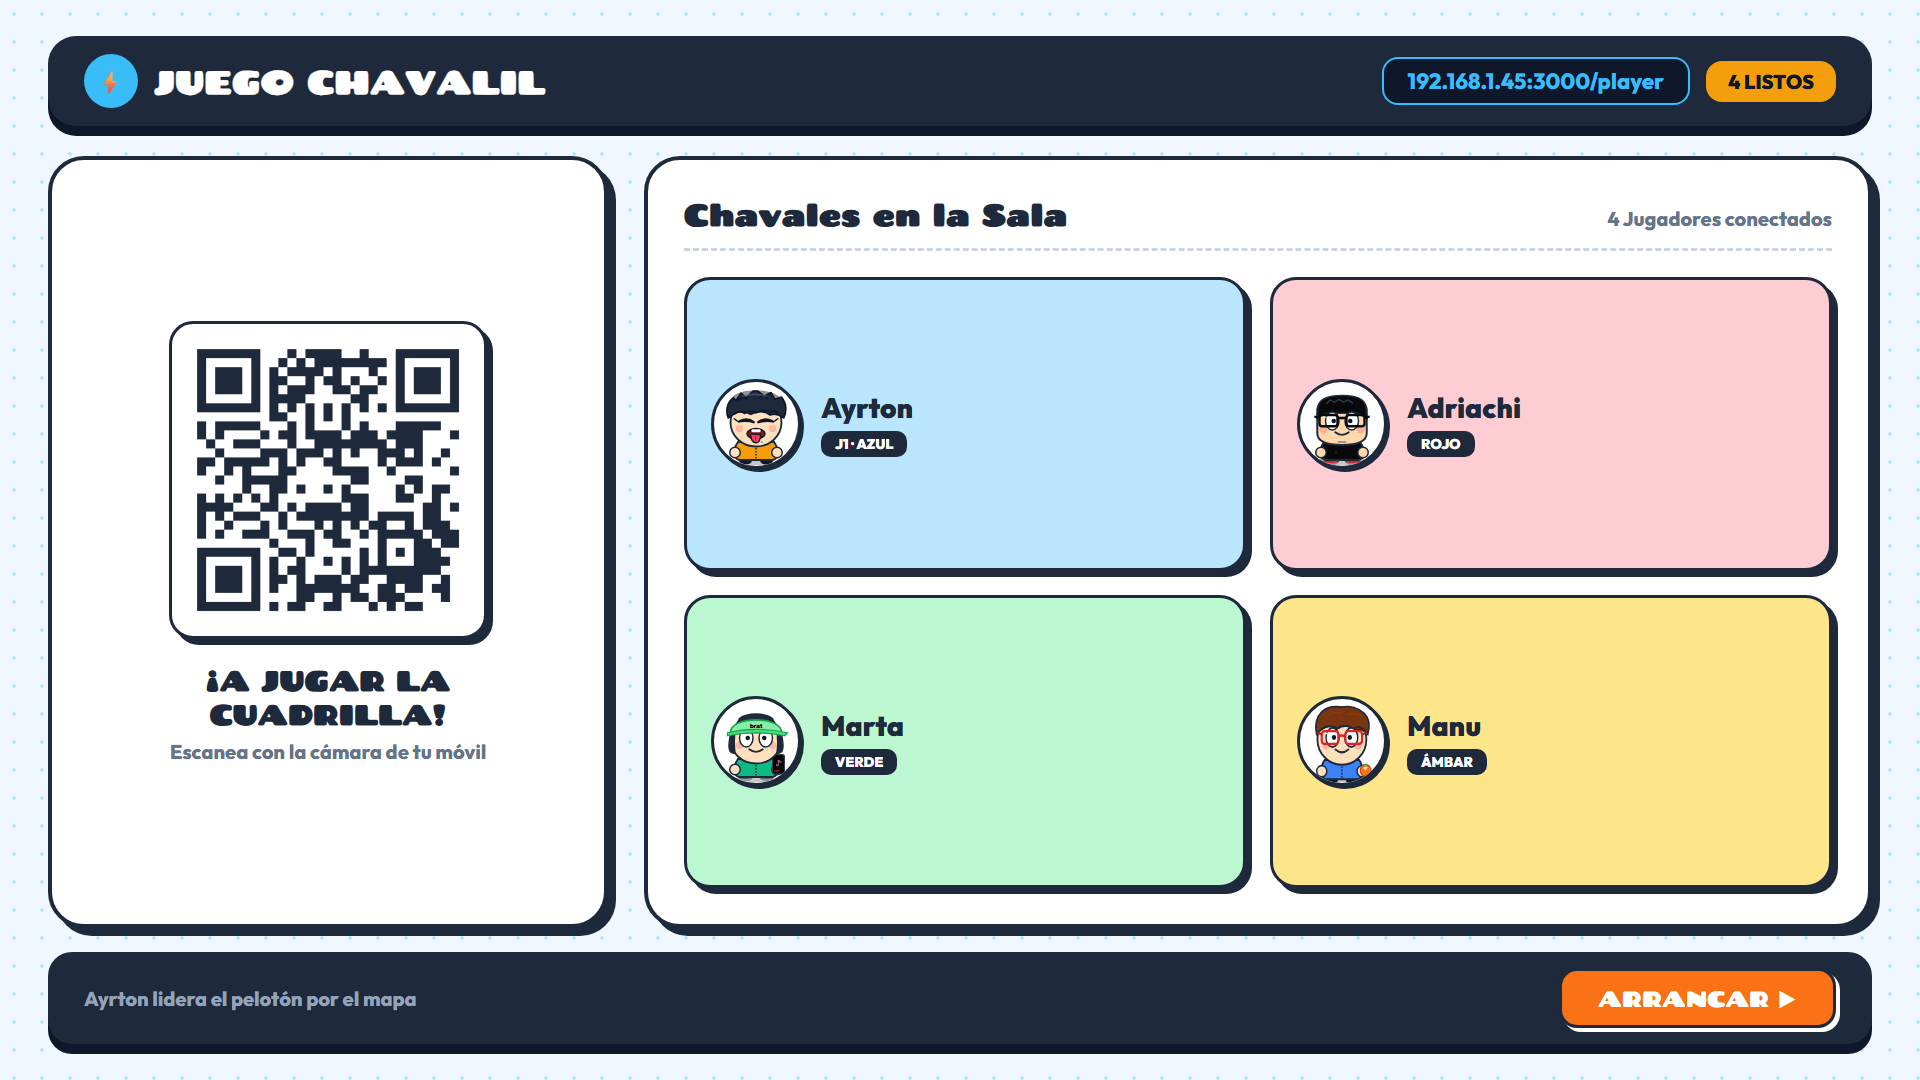 JUEGO CHAVALIL
192.168.1.45:3000/player
4 LISTOS
¡A JUGAR LA
CUADRILLA!
Escanea con la cámara de tu móvil
Chavales en la Sala
4 Jugadores conectados
Ayrton
J1 · AZUL
Adriachi
ROJO
brat
Marta
VERDE
Manu
ÁMBAR
Ayrton lidera el pelotón por el mapa
ARRANCAR ▶